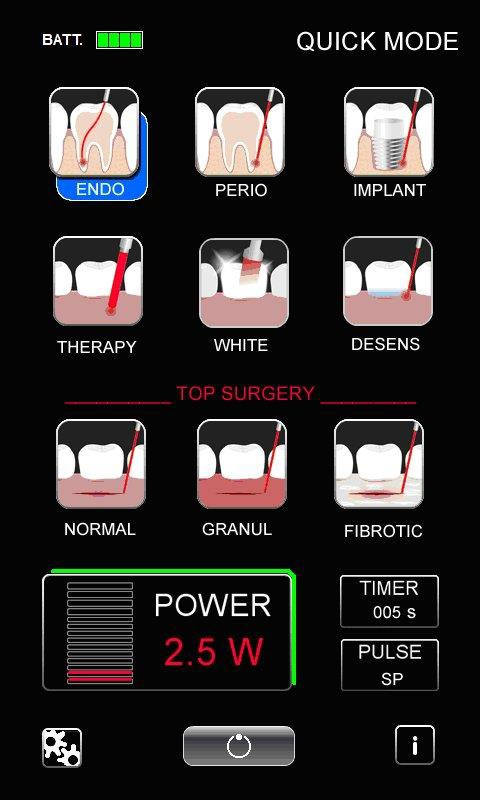 BATT.
QUICK MODE
ENDO
PERIO
IMPLANT
THERAPY
WHITE
DESENS
TOP SURGERY
NORMAL
GRANUL
FIBROTIC
POWER
2.5 W
TIMER
005 s
PULSE
SP
i